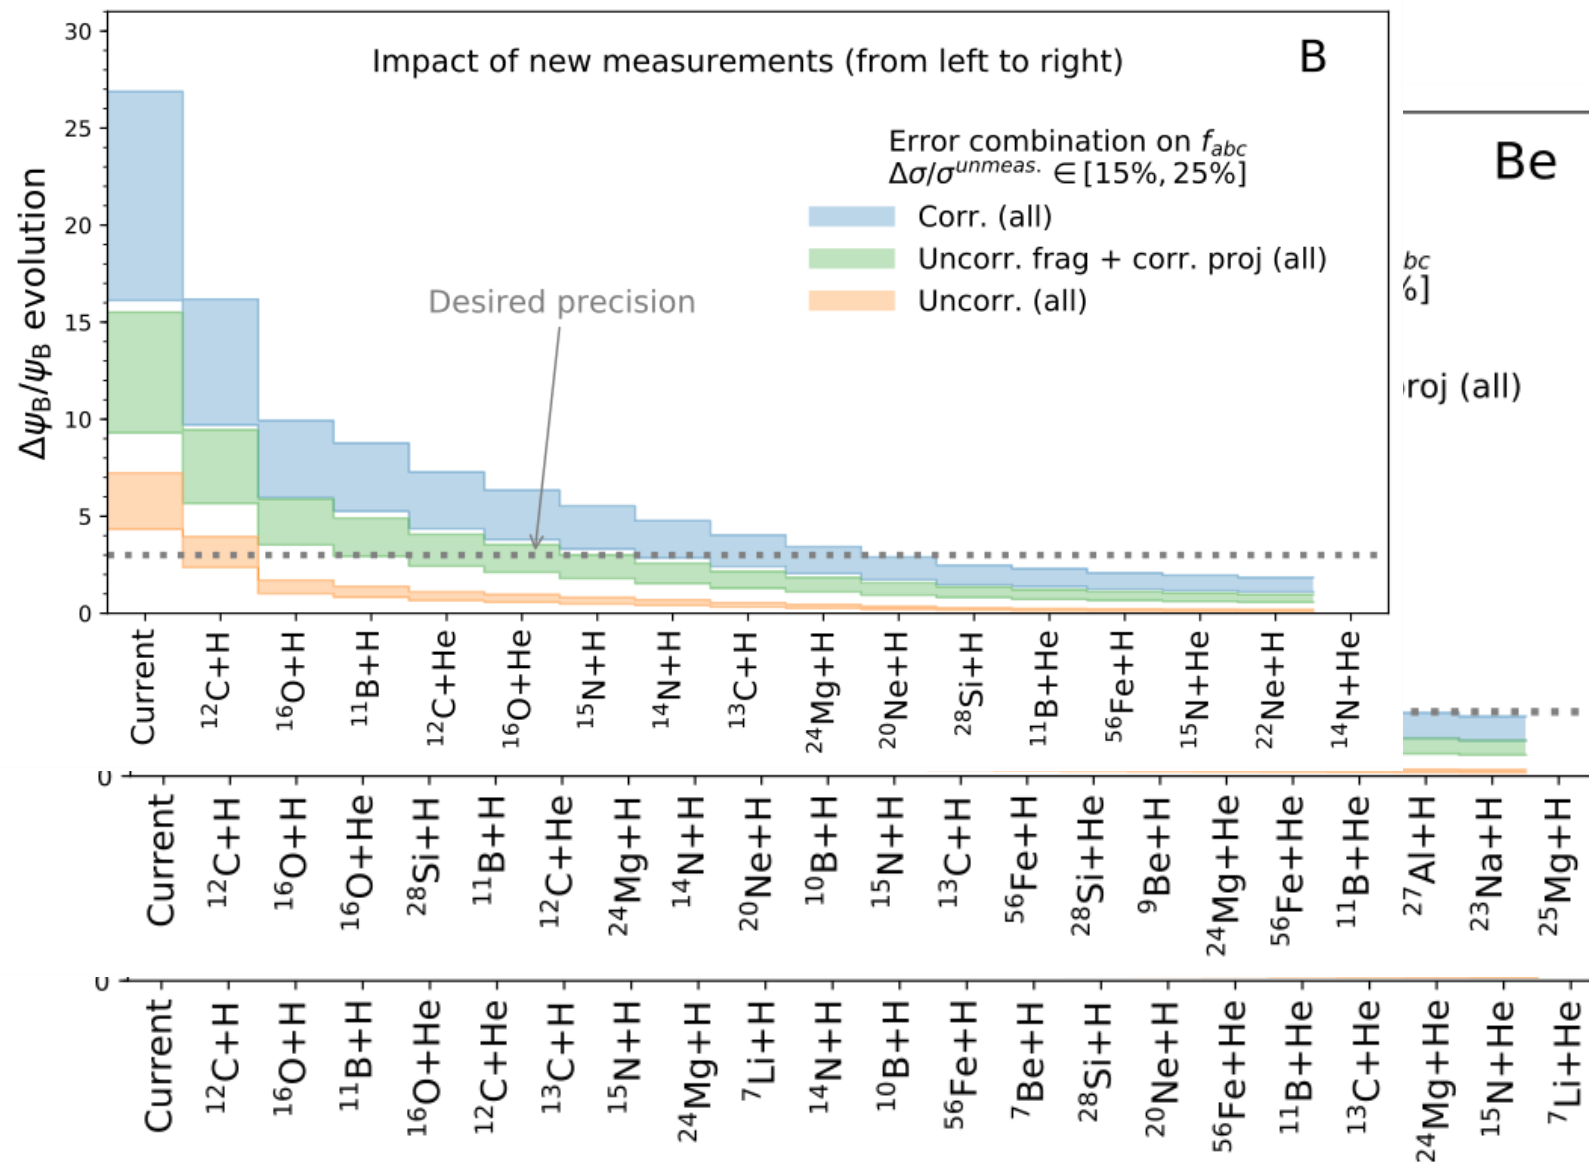 30
25
20
15
10
5
0
Δψ_B/ψ_B evolution
Impact of new measurements (from left to right)
B
Error combination on f_abc
Δσ/σ^unmeas. ∈ [15%, 25%]
Corr. (all)
Uncorr. frag + corr. proj (all)
Uncorr. (all)
Desired precision
Current
¹²C+H
¹⁶O+H
¹¹B+H
¹²C+He
¹⁶O+He
¹⁵N+H
¹⁴N+H
¹³C+H
²⁴Mg+H
²⁰Ne+H
²⁸Si+H
¹¹B+He
⁵⁶Fe+H
¹⁵N+He
²²Ne+H
¹⁴N+He
Be
bc
%]
roj (all)
Current
¹²C+H
¹⁶O+H
¹⁶O+He
²⁸Si+H
¹¹B+H
¹²C+He
²⁴Mg+H
¹⁴N+H
²⁰Ne+H
¹⁰B+H
¹⁵N+H
¹³C+H
⁵⁶Fe+H
²⁸Si+He
⁹Be+H
²⁴Mg+He
⁵⁶Fe+He
¹¹B+He
²⁷Al+H
²³Na+H
²⁵Mg+H
Current
¹²C+H
¹⁶O+H
¹¹B+H
¹⁶O+He
¹²C+He
¹³C+H
¹⁵N+H
²⁴Mg+H
⁷Li+H
¹⁴N+H
¹⁰B+H
⁵⁶Fe+H
⁷Be+H
²⁸Si+H
²⁰Ne+H
⁵⁶Fe+He
¹¹B+He
¹³C+He
²⁴Mg+He
¹⁵N+He
⁷Li+He